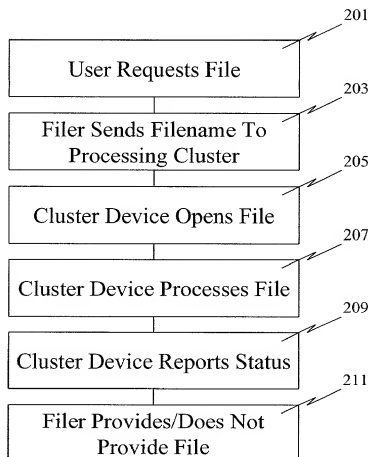 201
User Requests File
203
Filer Sends Filename To
Processing Cluster
205
Cluster Device Opens File
207
Cluster Device Processes File
209
Cluster Device Reports Status
211
Filer Provides/Does Not
Provide File